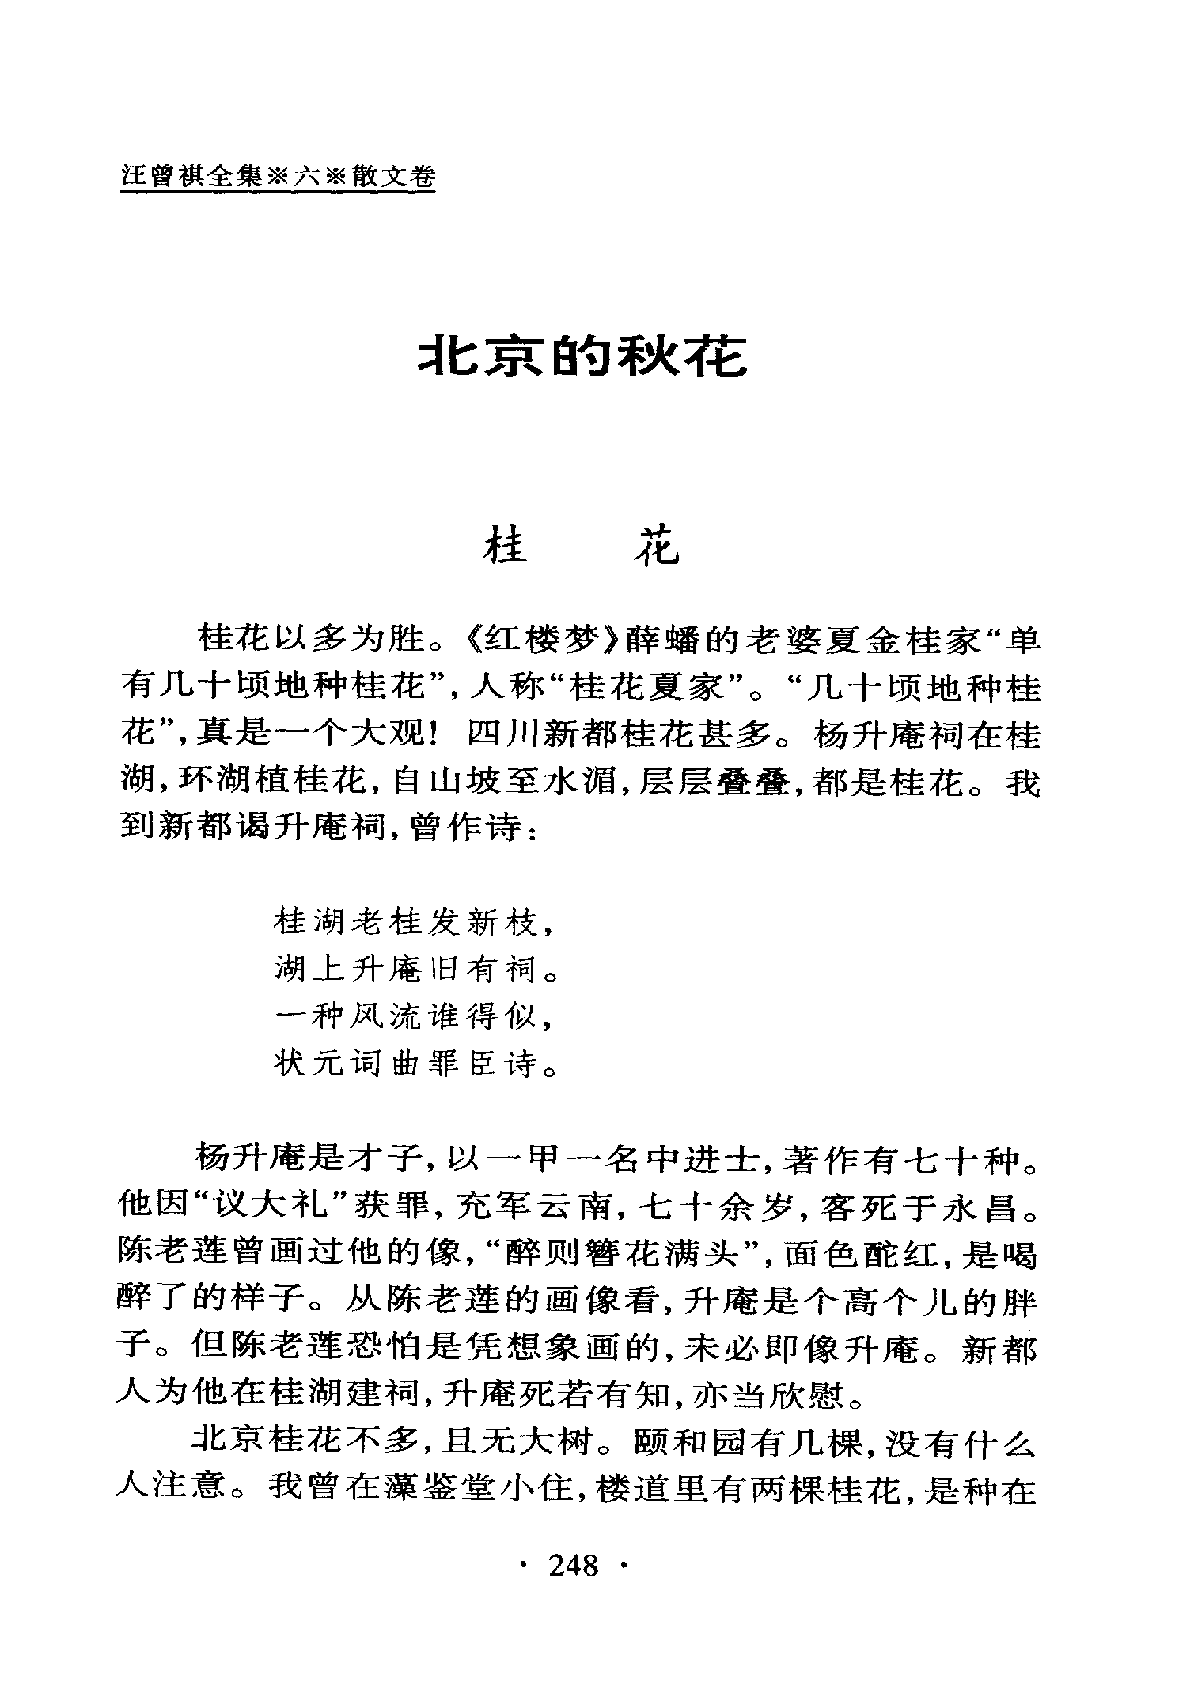 汪曾祺全集※六※散文卷
北京的秋花
桂 花
桂花以多为胜。《红楼梦》薛蟠的老婆夏金桂家“单
有几十顷地种桂花”，人称“桂花夏家”。“几十顷地种桂
花”，真是一个大观！四川新都桂花甚多。杨升庵祠在桂
湖，环湖植桂花，自山坡至水湄，层层叠叠，都是桂花。我
到新都谒升庵祠，曾作诗：
桂湖老桂发新枝，
湖上升庵旧有祠。
一种风流谁得似，
状元词曲罪臣诗。
杨升庵是才子，以一甲一名中进士，著作有七十种。
他因“议大礼”获罪，充军云南，七十余岁，客死于永昌。
陈老莲曾画过他的像，“醉则簪花满头”，面色酡红，是喝
醉了的样子。从陈老莲的画像看，升庵是个高个儿的胖
子。但陈老莲恐怕是凭想象画的，未必即像升庵。新都
人为他在桂湖建祠，升庵死若有知，亦当欣慰。
北京桂花不多，且无大树。颐和园有几棵，没有什么
人注意。我曾在藻鉴堂小住，楼道里有两棵桂花，是种在
· 248 ·